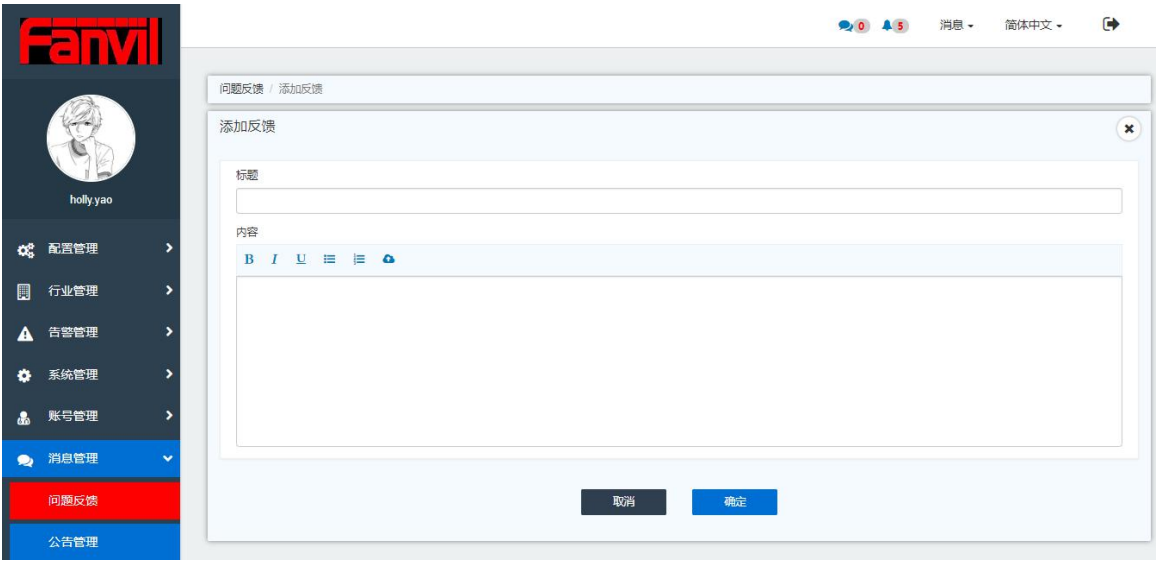 Fanvil
0 5 消息 简体中文
holly.yao
配置管理
行业管理
告警管理
系统管理
账号管理
消息管理
问题反馈
公告管理
问题反馈 / 添加反馈
添加反馈
标题
内容
B I U
取消 确定